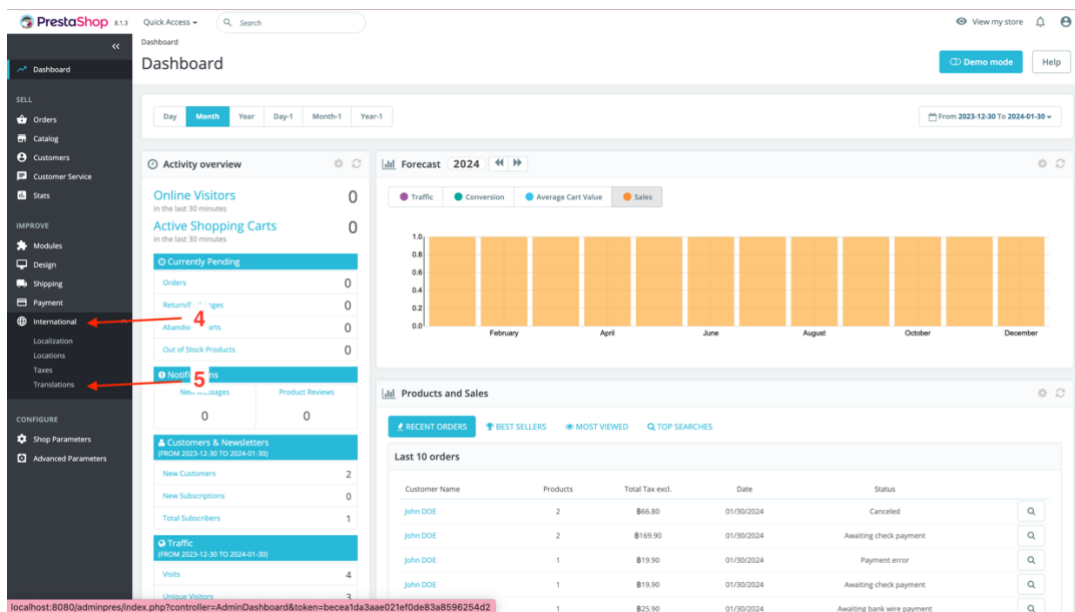 PrestaShop 8.1.3 Quick Access Search View my store
Dashboard
Dashboard
Demo mode Help
Dashboard
SELL
Orders
Catalog
Customers
Customer Service
Stats
IMPROVE
Modules
Design
Shipping
Payment
International
Localization
Locations
Taxes
Translations
CONFIGURE
Shop Parameters
Advanced Parameters
4
5
Day Month Year Day-1 Month-1 Year-1 From 2023-12-30 To 2024-01-30
Activity overview
Online Visitors 0
in the last 30 minutes
Active Shopping Carts 0
in the last 30 minutes
Currently Pending
Orders 0
0
0
Out of Stock Products 0
Product Reviews
0 0
Customers & Newsletters
(FROM 2023-12-30 TO 2024-01-30)
New Customers 2
New Subscriptions 0
Total Subscribers 1
Traffic
(FROM 2023-12-30 TO 2024-01-30)
Visits 4
Unique Visitors 3
Forecast 2024
Traffic Conversion Average Cart Value Sales
1.0
0.8
0.6
0.4
0.2
0.0
February April June August October December
Products and Sales
RECENT ORDERS BEST SELLERS MOST VIEWED TOP SEARCHES
Last 10 orders
Customer Name Products Total Tax excl. Date Status
John DOE 2 ฿66.80 01/30/2024 Canceled
John DOE 2 ฿169.90 01/30/2024 Awaiting check payment
John DOE 1 ฿19.90 01/30/2024 Payment error
John DOE 1 ฿19.90 01/30/2024 Awaiting check payment
1 ฿25.90 01/30/2024 Awaiting bank wire payment
localhost:8080/adminpres/index.php?controller=AdminDashboard&token=becea1da3aae021ef0de83a8596254d2